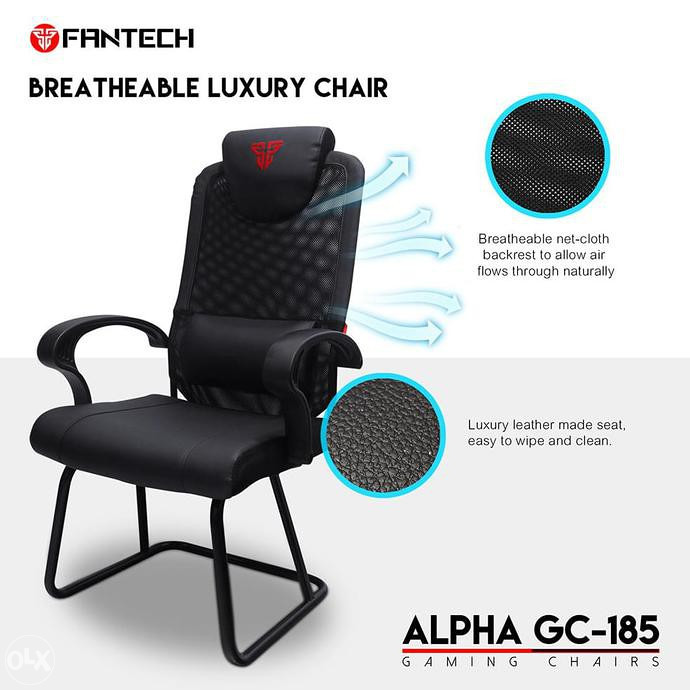 FANTECH
BREATHEABLE LUXURY CHAIR
Breatheable net-cloth
backrest to allow air
flows through naturally
Luxury leather made seat,
easy to wipe and clean.
ALPHA GC-185
GAMING CHAIRS
OLX